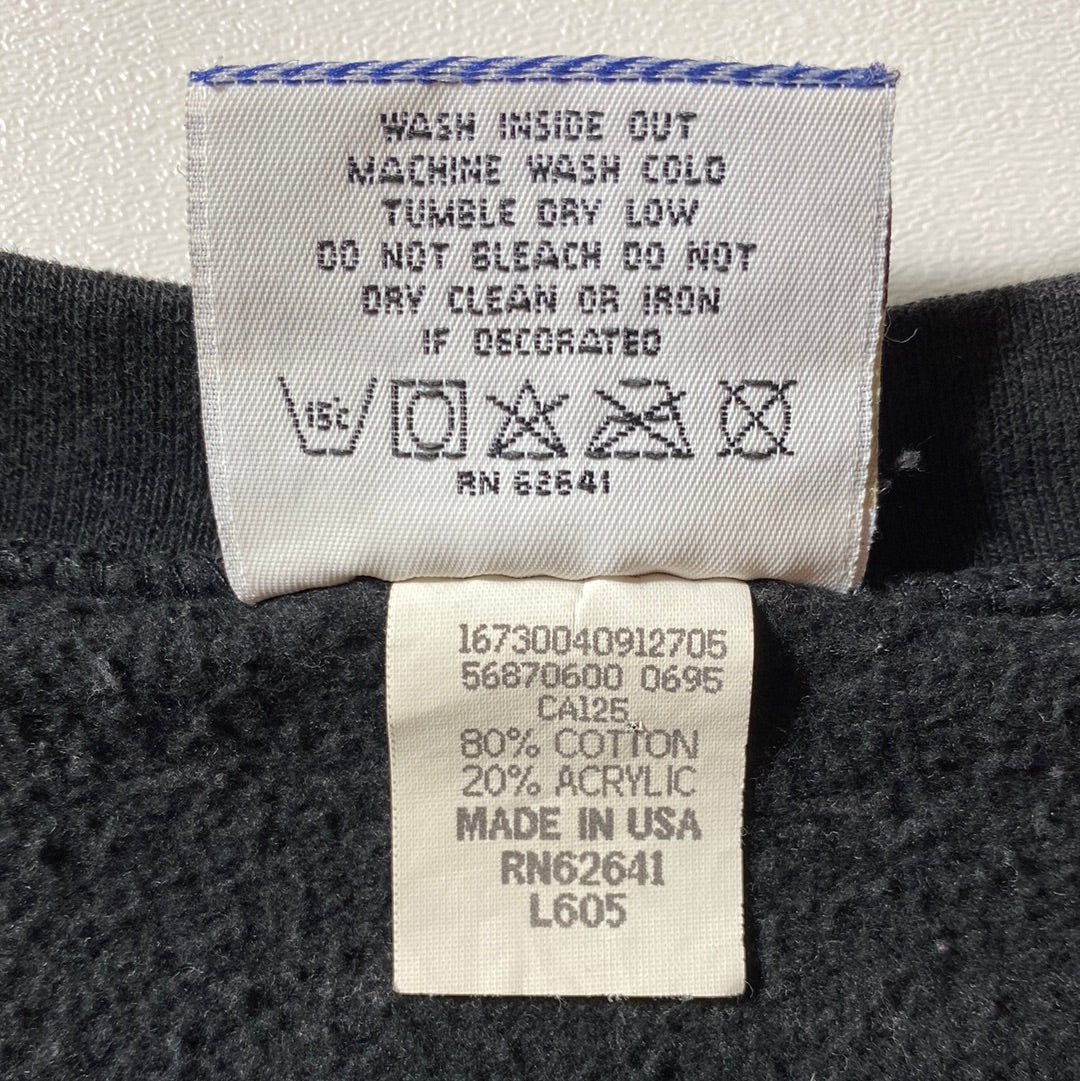 WASH INSIDE OUT
MACHINE WASH COLD
TUMBLE DRY LOW
DO NOT BLEACH DO NOT
DRY CLEAN OR IRON
IF DECORATED
15°C
RN 62641
16730040912705
56870600 0695
CA125
80% COTTON
20% ACRYLIC
MADE IN USA
RN62641
L605